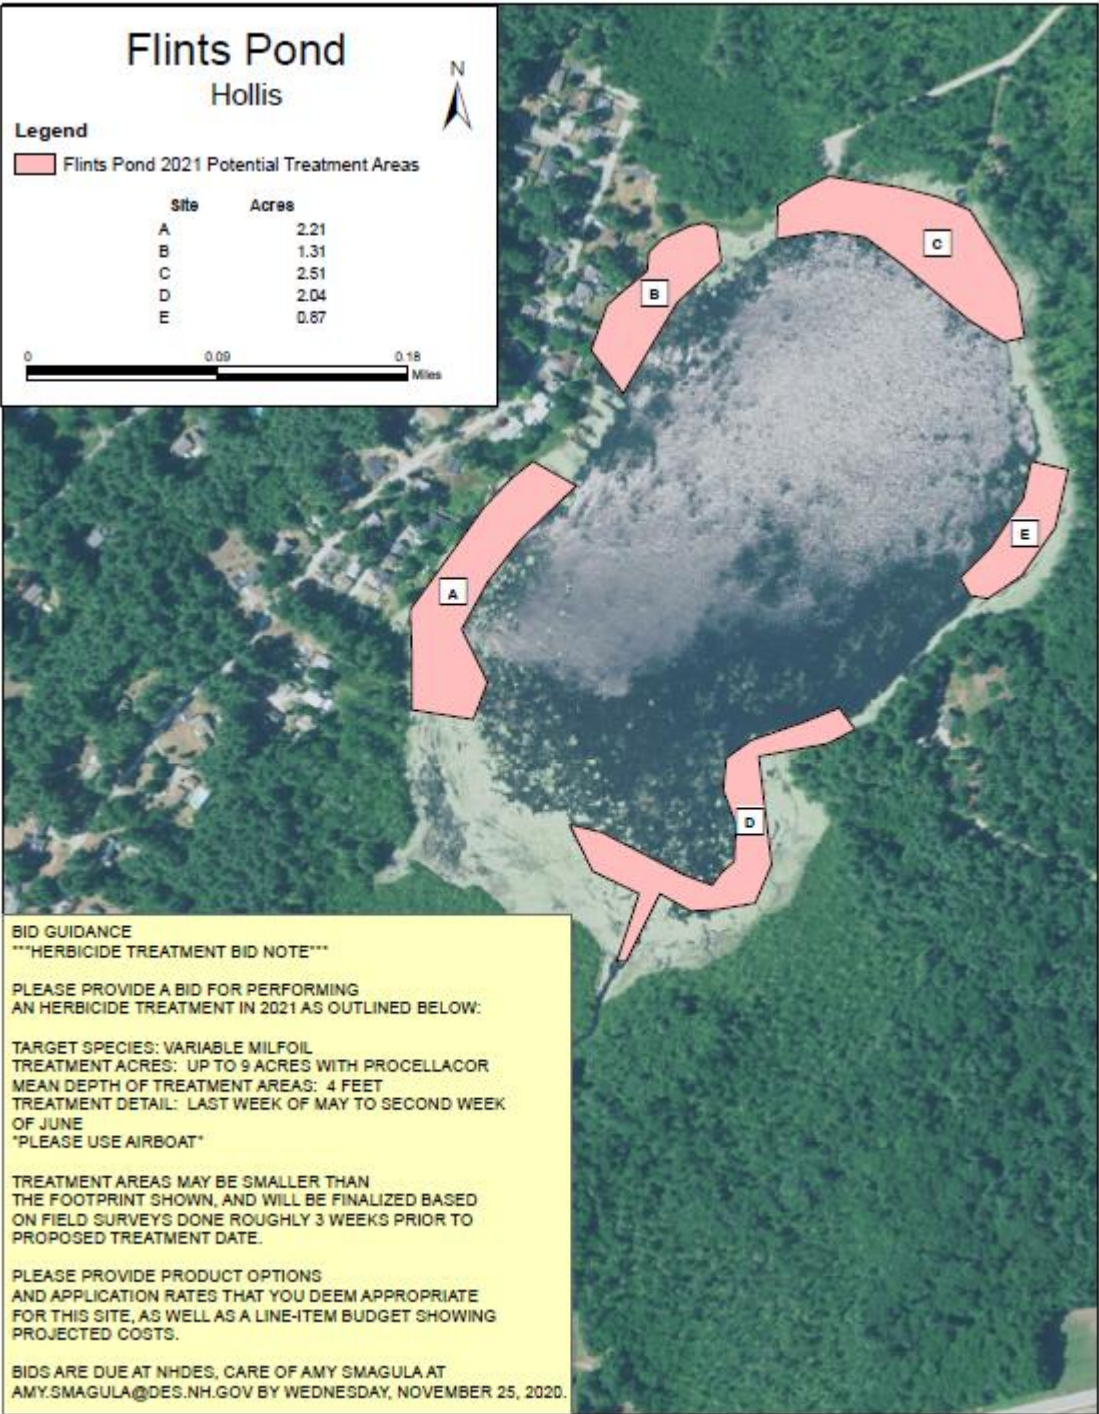 Flints Pond
Hollis
N
Legend
Flints Pond 2021 Potential Treatment Areas
Site Acres
A 2.21
B 1.31
C 2.51
D 2.04
E 0.87
0 0.09 0.18
Miles
C
B
E
A
D
BID GUIDANCE
***HERBICIDE TREATMENT BID NOTE***
PLEASE PROVIDE A BID FOR PERFORMING
AN HERBICIDE TREATMENT IN 2021 AS OUTLINED BELOW:
TARGET SPECIES: VARIABLE MILFOIL
TREATMENT ACRES: UP TO 9 ACRES WITH PROCELLACOR
MEAN DEPTH OF TREATMENT AREAS: 4 FEET
TREATMENT DETAIL: LAST WEEK OF MAY TO SECOND WEEK
OF JUNE
*PLEASE USE AIRBOAT*
TREATMENT AREAS MAY BE SMALLER THAN
THE FOOTPRINT SHOWN, AND WILL BE FINALIZED BASED
ON FIELD SURVEYS DONE ROUGHLY 3 WEEKS PRIOR TO
PROPOSED TREATMENT DATE.
PLEASE PROVIDE PRODUCT OPTIONS
AND APPLICATION RATES THAT YOU DEEM APPROPRIATE
FOR THIS SITE, AS WELL AS A LINE-ITEM BUDGET SHOWING
PROJECTED COSTS.
BIDS ARE DUE AT NHDES, CARE OF AMY SMAGULA AT
AMY.SMAGULA@DES.NH.GOV BY WEDNESDAY, NOVEMBER 25, 2020.